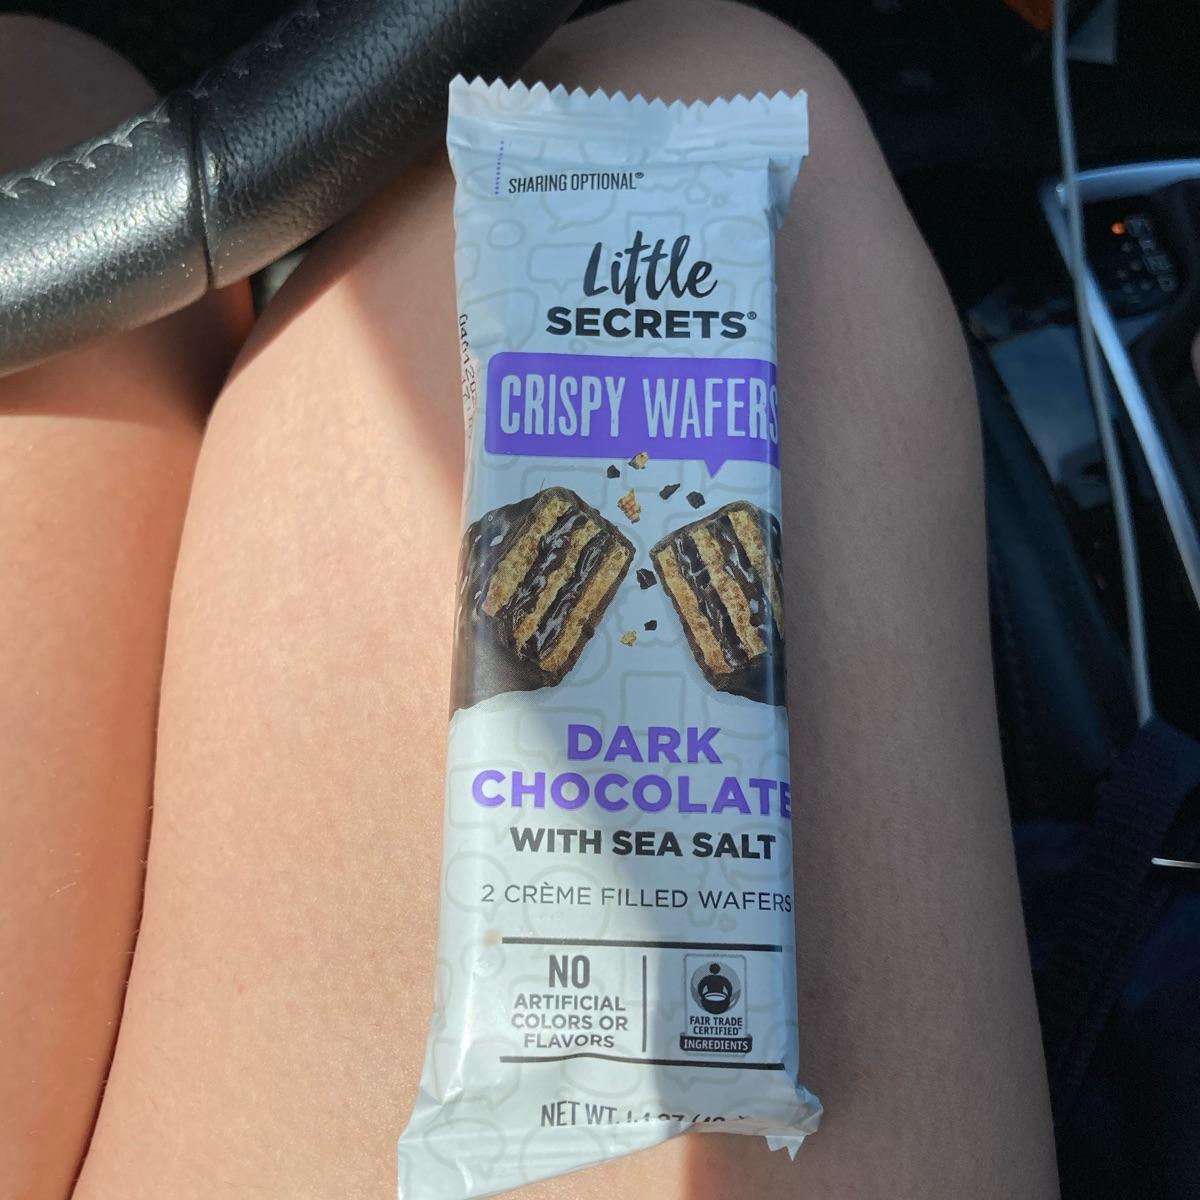 SHARING OPTIONAL®
Little
SECRETS®
CRISPY WAFERS
DARK
CHOCOLATE
WITH SEA SALT
2 CRÈME FILLED WAFERS
NO
ARTIFICIAL
COLORS OR
FLAVORS
FAIR TRADE
CERTIFIED™
INGREDIENTS
NET WT.